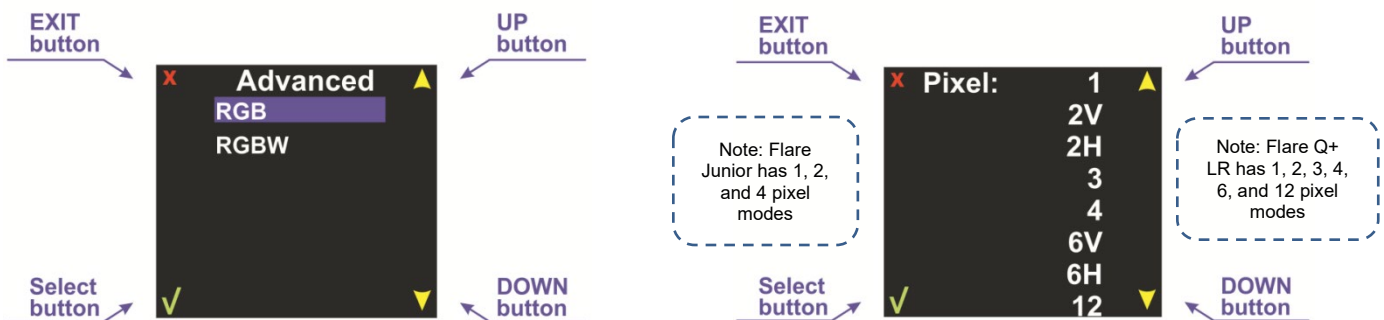 EXIT
button
UP
button
X
Advanced
RGB
RGBW
Select
button
√
DOWN
button
EXIT
button
UP
button
X
Pixel: 1
2V
2H
3
4
6V
6H
12
Note: Flare
Junior has 1, 2,
and 4 pixel
modes
Note: Flare Q+
LR has 1, 2, 3, 4,
6, and 12 pixel
modes
Select
button
√
DOWN
button